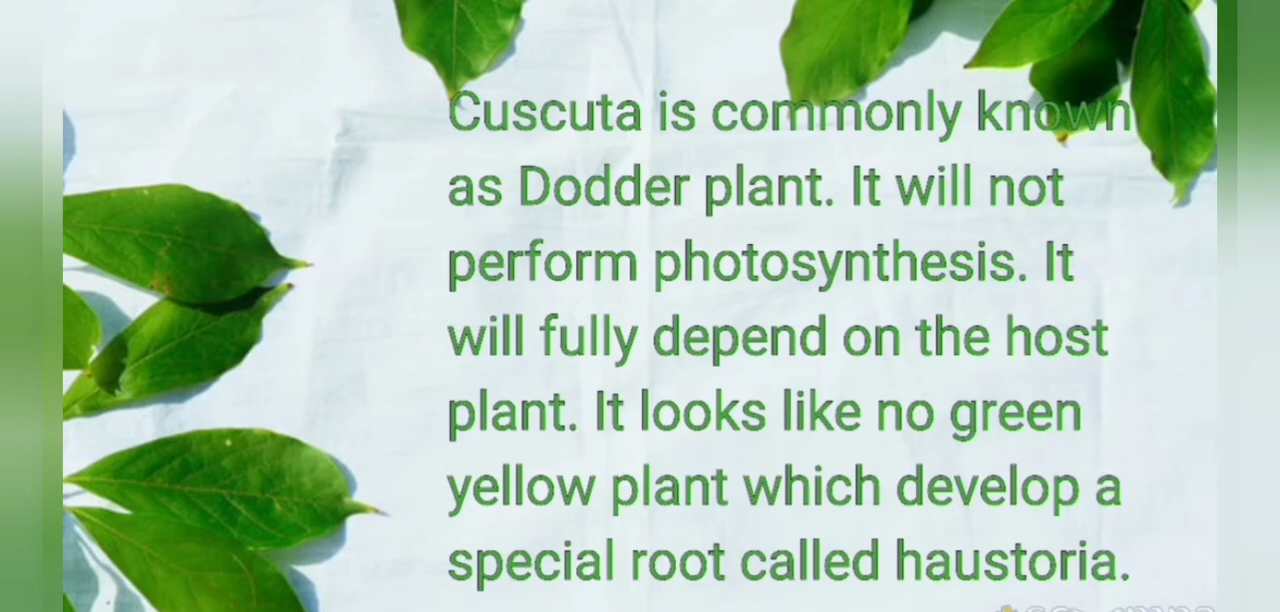 Cuscuta is commonly known
as Dodder plant. It will not
perform photosynthesis. It
will fully depend on the host
plant. It looks like no green
yellow plant which develop a
special root called haustoria.